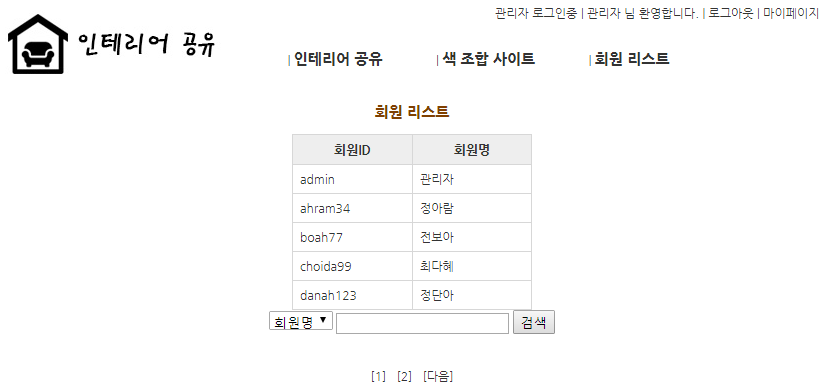 관리자 로그인중 | 관리자 님 환영합니다. | 로그아웃 | 마이페이지
인테리어 공유
| 인테리어 공유 | 색 조합 사이트 | 회원 리스트
회원 리스트
회원ID 회원명
admin 관리자
ahram34 정아람
boah77 전보아
choida99 최다혜
danah123 정단아
회원명 ▼ 검색
[1] [2] [다음]